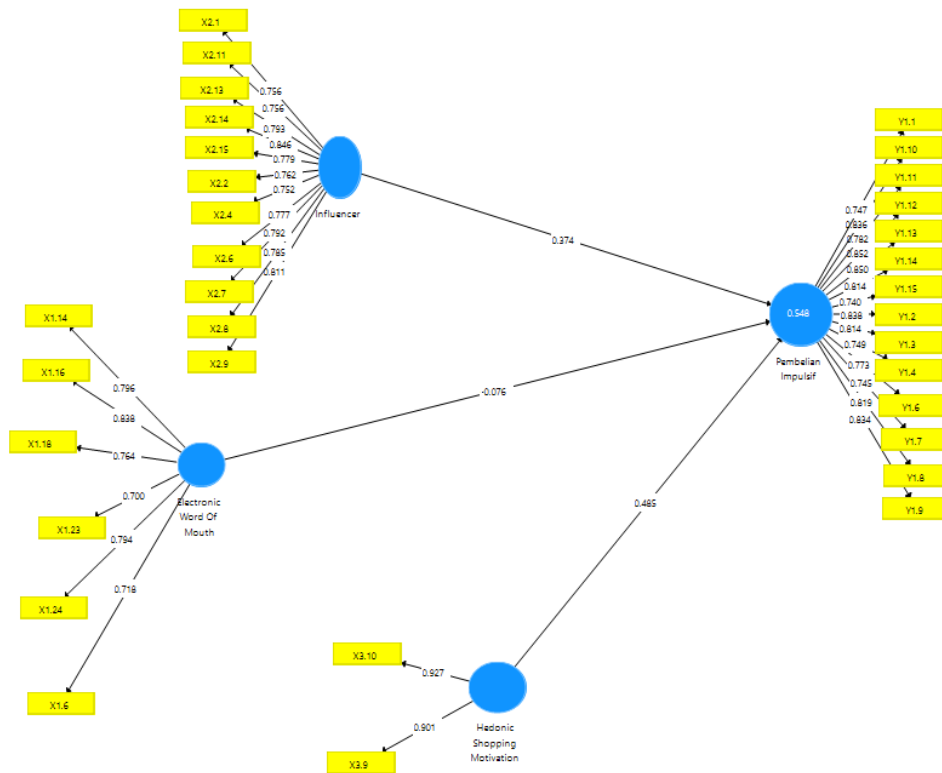 X2.1
X2.11
X2.13
X2.14
X2.15
X2.2
X2.4
X2.6
X2.7
X2.8
X2.9
0.756
0.756
0.793
0.846
0.779
0.762
0.752
0.777
0.792
0.785
0.811
Influencer
0.374
Y1.1
Y1.10
Y1.11
Y1.12
Y1.13
Y1.14
Y1.15
Y1.2
Y1.3
Y1.4
Y1.6
Y1.7
Y1.8
Y1.9
0.747
0.836
0.782
0.852
0.850
0.814
0.740
0.838
0.814
0.749
0.773
0.745
0.819
0.834
0.548
Pembelian
Impulsif
X1.14
X1.16
X1.18
X1.23
X1.24
X1.6
0.796
0.838
0.764
0.700
0.794
0.718
Electronic
Word Of
Mouth
-0.076
0.485
X3.10
X3.9
0.927
0.901
Hedonic
Shopping
Motivation